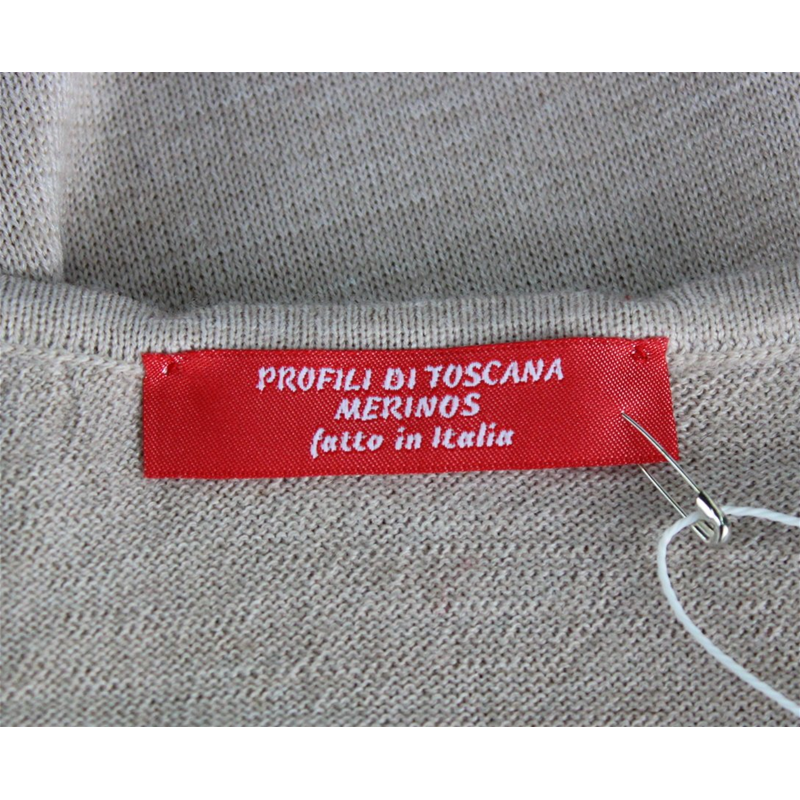 PROFILI DI TOSCANA
MERINOS
fatto in Italia